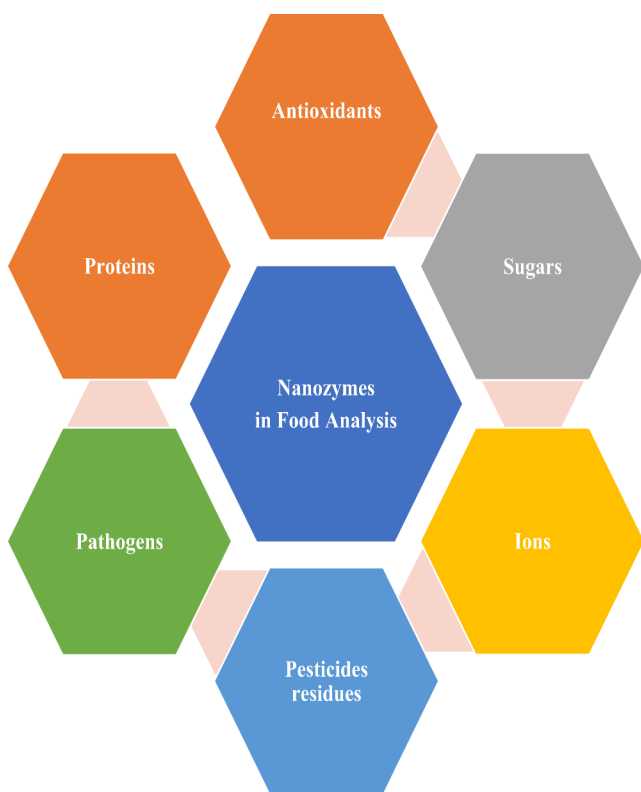 Antioxidants
Proteins
Sugars
Nanozymes
in Food Analysis
Pathogens
Ions
Pesticides
residues